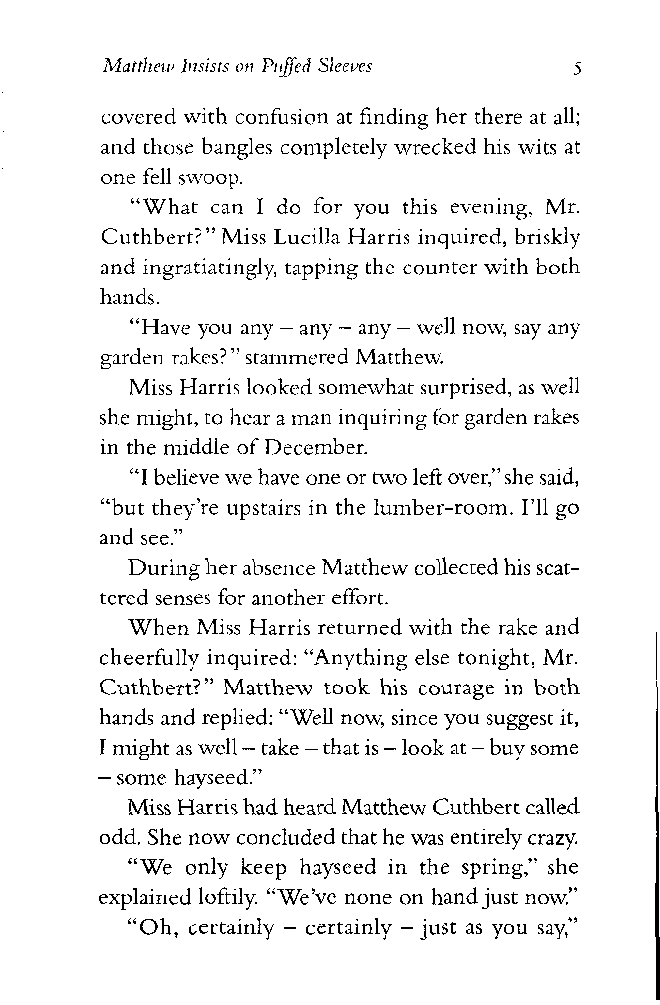 Matthew Insists on Puffed Sleeves 5
covered with confusion at finding her there at all;
and those bangles completely wrecked his wits at
one fell swoop.
“What can I do for you this evening, Mr.
Cuthbert?” Miss Lucilla Harris inquired, briskly
and ingratiatingly, tapping the counter with both
hands.
“Have you any – any – any – well now, say any
garden rakes?” stammered Matthew.
Miss Harris looked somewhat surprised, as well
she might, to hear a man inquiring for garden rakes
in the middle of December.
“I believe we have one or two left over,” she said,
“but they’re upstairs in the lumber-room. I’ll go
and see.”
During her absence Matthew collected his scat-
tered senses for another effort.
When Miss Harris returned with the rake and
cheerfully inquired: “Anything else tonight, Mr.
Cuthbert?” Matthew took his courage in both
hands and replied: “Well now, since you suggest it,
I might as well – take – that is – look at – buy some
– some hayseed.”
Miss Harris had heard Matthew Cuthbert called
odd. She now concluded that he was entirely crazy.
“We only keep hayseed in the spring,” she
explained loftily. “We’ve none on hand just now.”
“Oh, certainly – certainly – just as you say,”